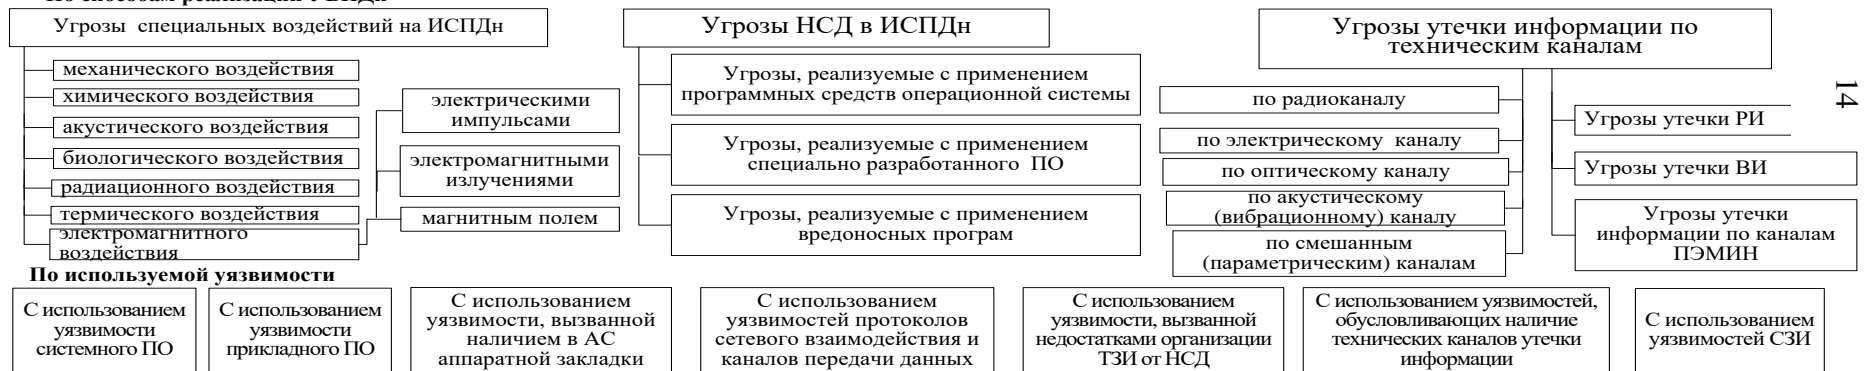 По способам реализации УБПДн
Угрозы специальных воздействий на ИСПДн
механического воздействия
химического воздействия
акустического воздействия
биологического воздействия
радиационного воздействия
термического воздействия
электромагнитного
воздействия
электрическими
импульсами
электромагнитными
излучениями
магнитным полем
Угрозы НСД в ИСПДн
Угрозы, реализуемые с применением
программных средств операционной системы
Угрозы, реализуемые с применением
специально разработанного ПО
Угрозы, реализуемые с применением
вредоносных програм
Угрозы утечки информации по
техническим каналам
по радиоканалу
по электрическому каналу
по оптическому каналу
по акустическому
(вибрационному) каналу
по смешанным
(параметрическим) каналам
Угрозы утечки РИ
Угрозы утечки ВИ
Угрозы утечки
информации по каналам
ПЭМИН
14
По используемой уязвимости
С использованием
уязвимости
системного ПО
С использованием
уязвимости
прикладного ПО
С использованием
уязвимости, вызванной
наличием в АС
аппаратной закладки
С использованием
уязвимостей протоколов
сетевого взаимодействия и
каналов передачи данных
С использованием
уязвимости, вызванной
недостатками организации
ТЗИ от НСД
С использованием уязвимостей,
обусловливающих наличие
технических каналов утечки
информации
С использованием
уязвимостей СЗИ